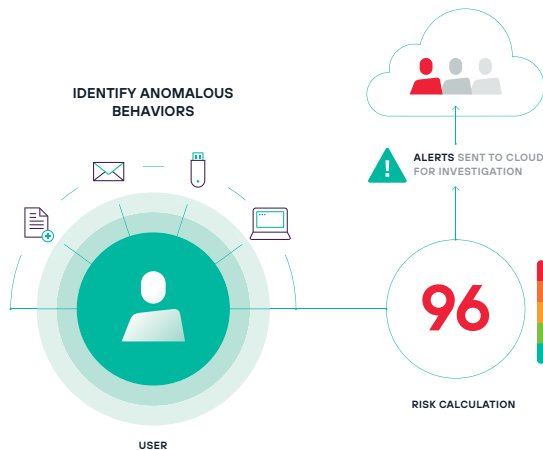 IDENTIFY ANOMALOUS
BEHAVIORS
ALERTS SENT TO CLOUD
FOR INVESTIGATION
96
RISK CALCULATION
USER